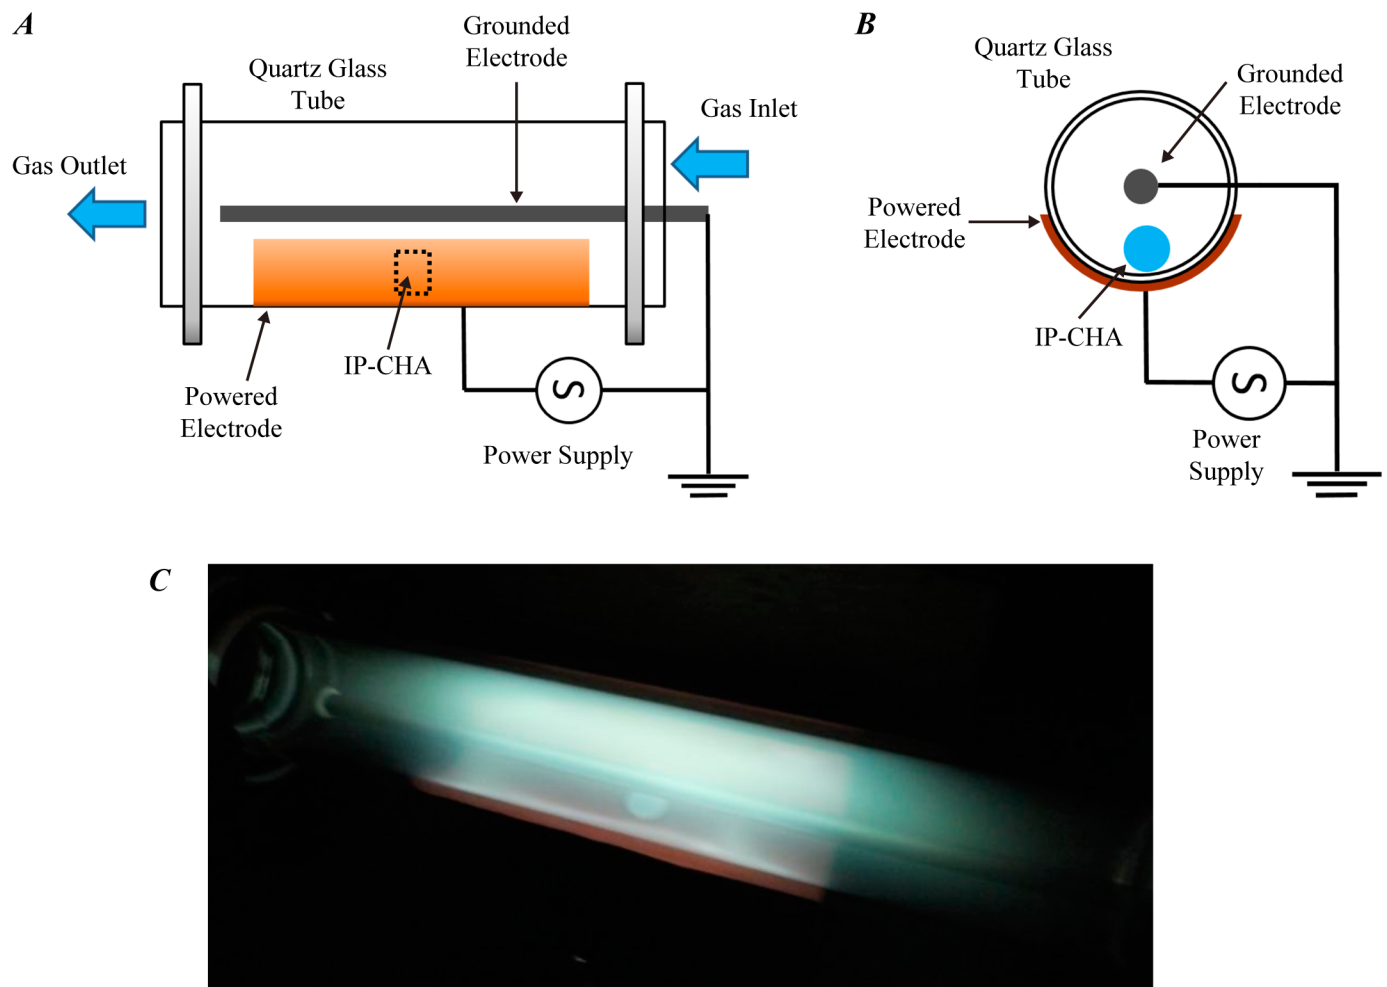 A
Grounded
Electrode
Quartz Glass
Tube
Gas Inlet
Gas Outlet
IP-CHA
Powered
Electrode
Power Supply
B
Quartz Glass
Tube
Grounded
Electrode
Powered
Electrode
IP-CHA
Power
Supply
C